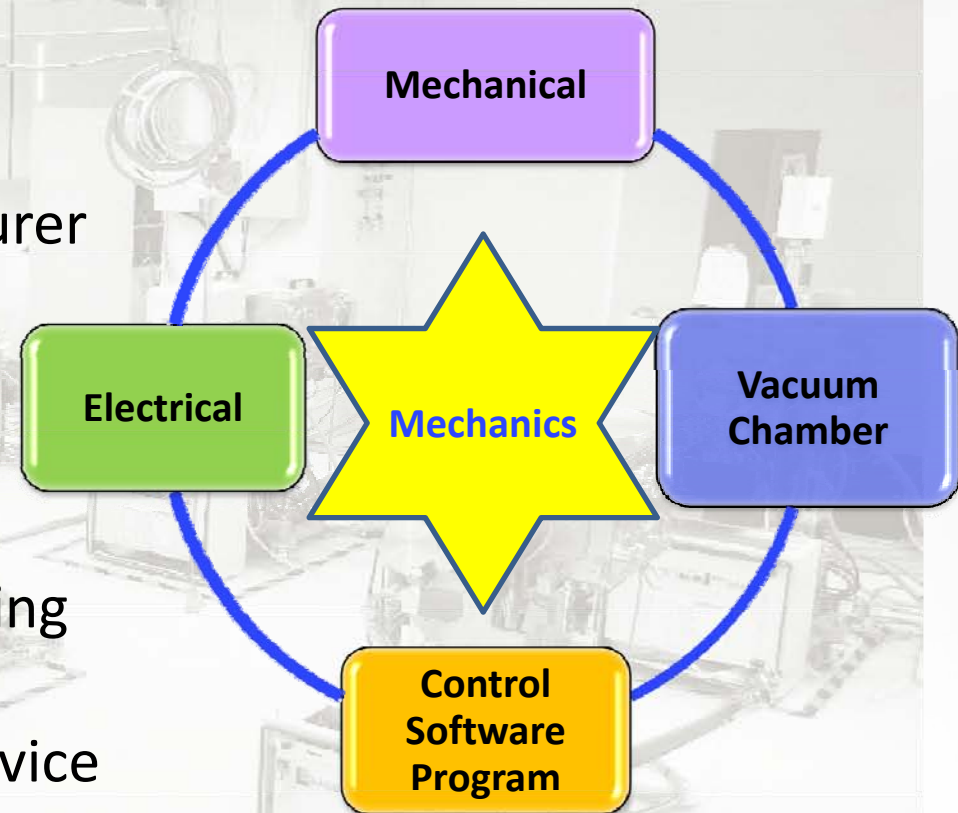 Mechanical
urer
Electrical
Mechanics
Vacuum
Chamber
ing
Control
Software
Program
vice